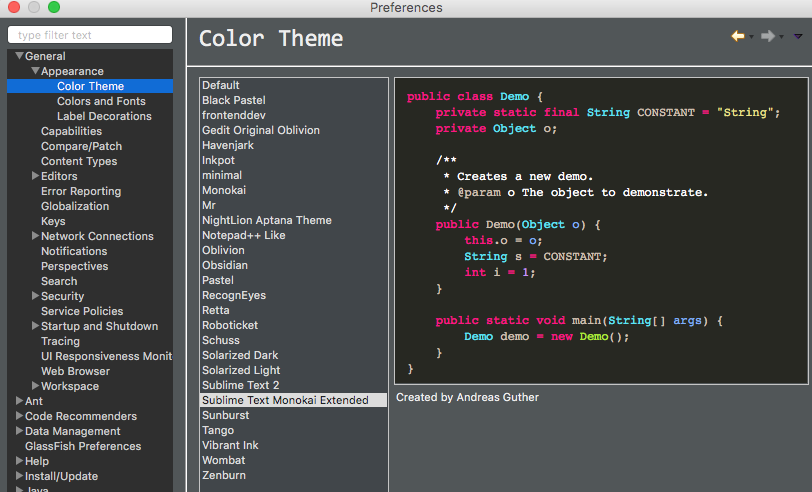 Preferences
type filter text
General
Appearance
Color Theme
Colors and Fonts
Label Decorations
Capabilities
Compare/Patch
Content Types
Editors
Error Reporting
Globalization
Keys
Network Connections
Notifications
Perspectives
Search
Security
Service Policies
Startup and Shutdown
Tracing
UI Responsiveness Monit
Web Browser
Workspace
Ant
Code Recommenders
Data Management
GlassFish Preferences
Help
Install/Update
Java
Color Theme
Default
Black Pastel
frontenddev
Gedit Original Oblivion
Havenjark
Inkpot
minimal
Monokai
Mr
NightLion Aptana Theme
Notepad++ Like
Oblivion
Obsidian
Pastel
RecognEyes
Retta
Roboticket
Schuss
Solarized Dark
Solarized Light
Sublime Text 2
Sublime Text Monokai Extended
Sunburst
Tango
Vibrant Ink
Wombat
Zenburn
public class Demo {
    private static final String CONSTANT = "String";
    private Object o;

    /**
     * Creates a new demo.
     * @param o The object to demonstrate.
     */
    public Demo(Object o) {
        this.o = o;
        String s = CONSTANT;
        int i = 1;
    }

    public static void main(String[] args) {
        Demo demo = new Demo();
    }
}
Created by Andreas Guther